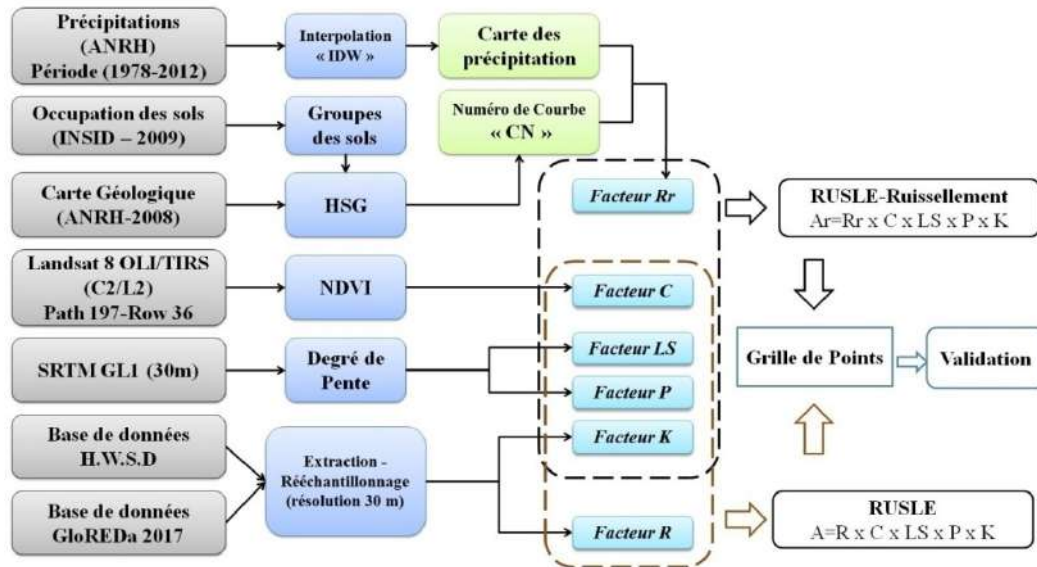 Précipitations
(ANRH)
Période (1978-2012)
Interpolation
« IDW »
Carte des
précipitation
Occupation des sols
(INSID – 2009)
Groupes
des sols
Numéro de Courbe
« CN »
Carte Géologique
(ANRH-2008)
HSG
Facteur Rr
RUSLE-Ruissellement
Ar=Rr x C x LS x P x K
Landsat 8 OLI/TIRS
(C2/L2)
Path 197-Row 36
NDVI
Facteur C
SRTM GL1 (30m)
Degré de
Pente
Facteur LS
Facteur P
Grille de Points
Validation
Base de données
H.W.S.D
Extraction -
Rééchantillonnage
(résolution 30 m)
Facteur K
Base de données
GloREDa 2017
Facteur R
RUSLE
A=R x C x LS x P x K